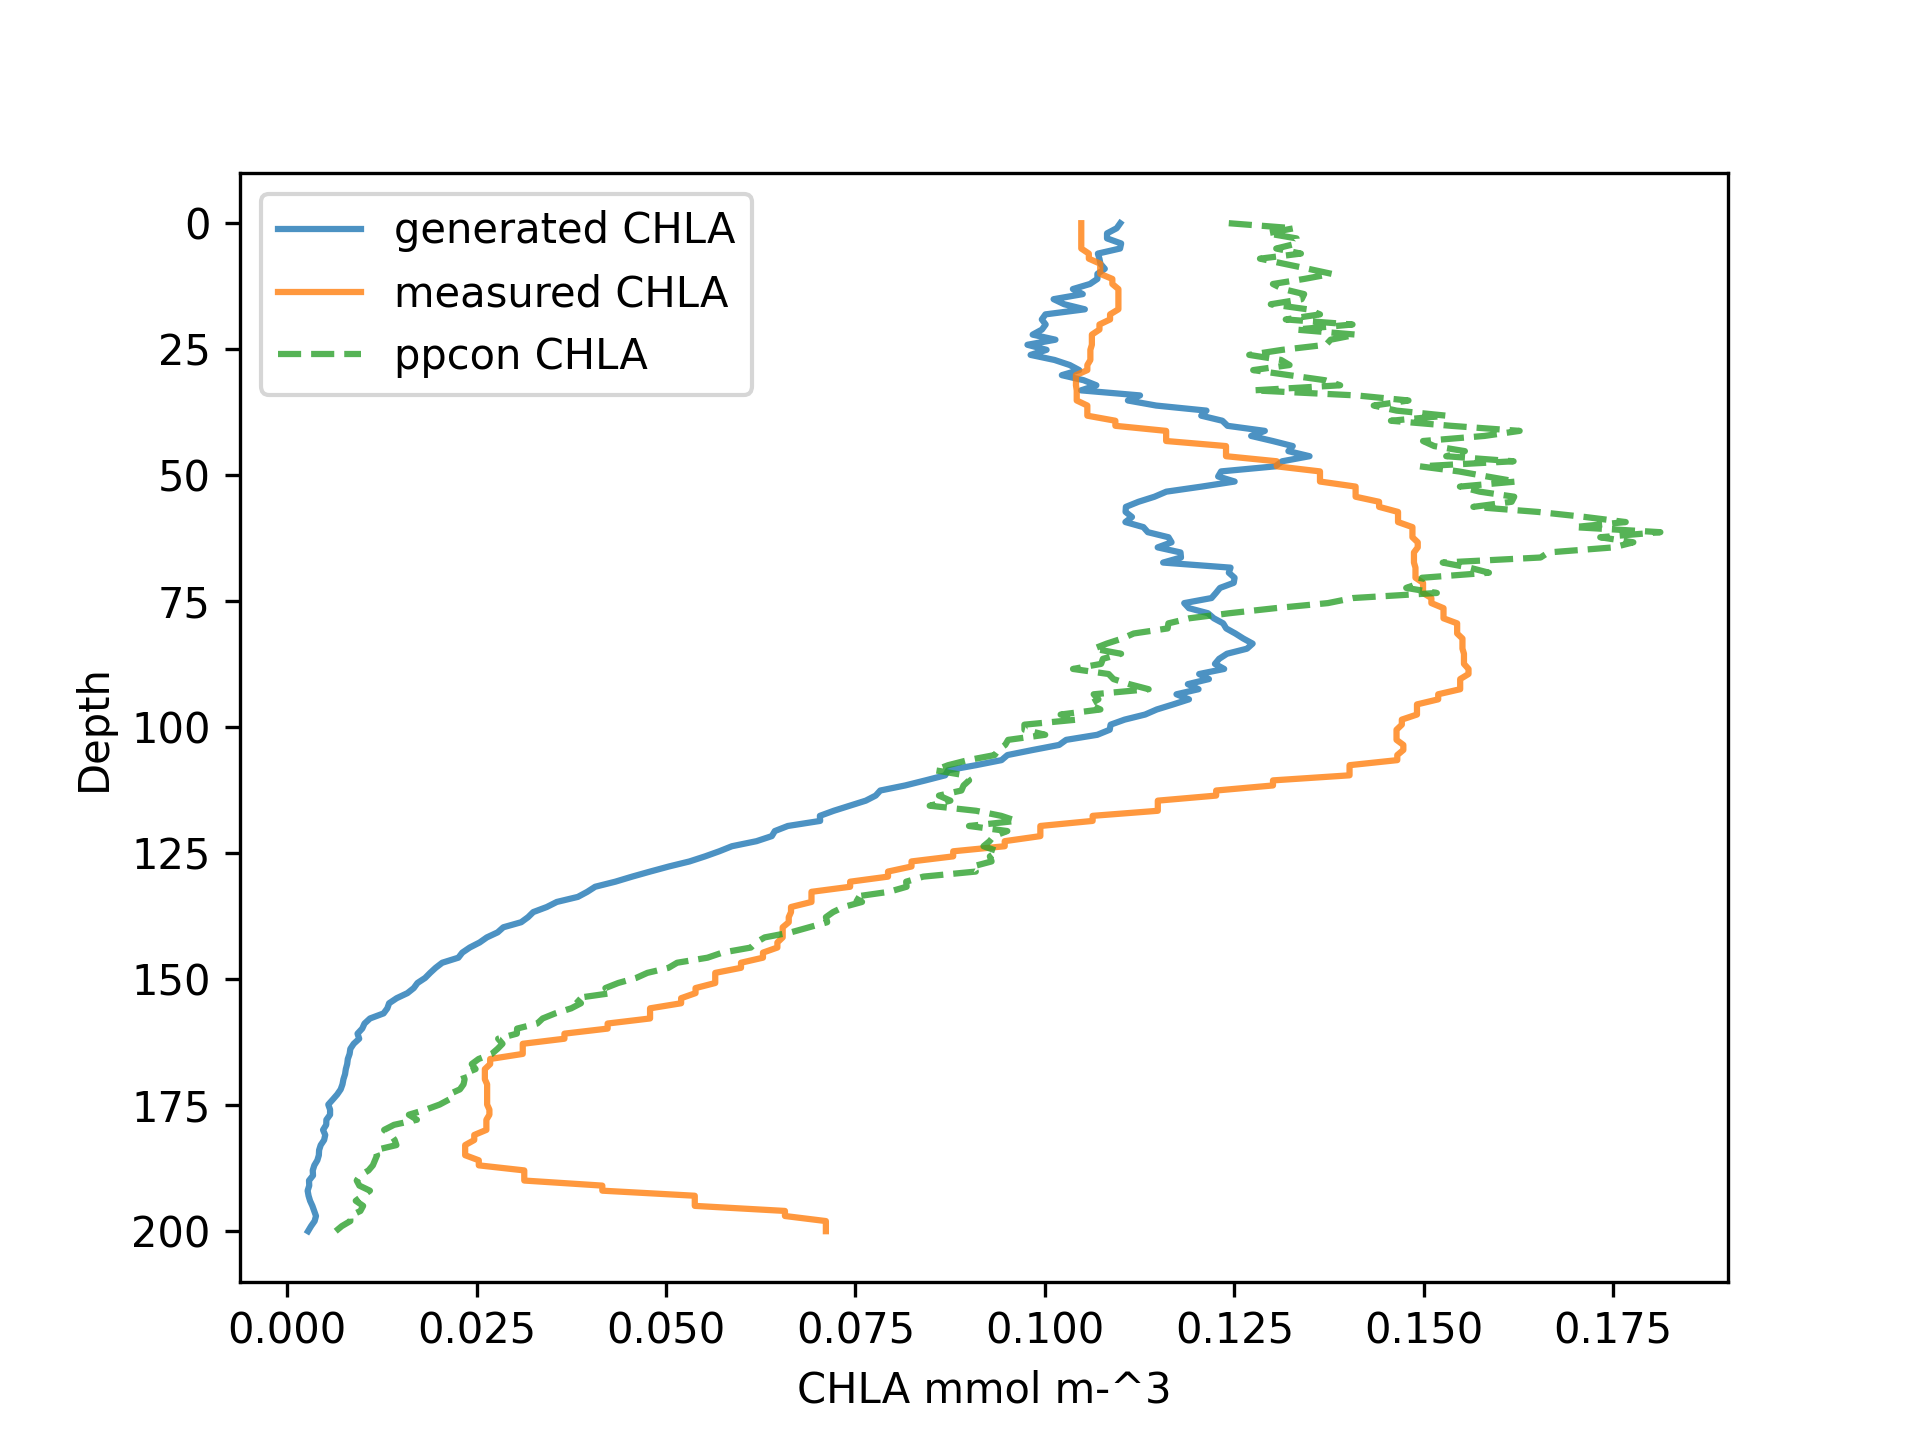 generated CHLA
measured CHLA
ppcon CHLA
0
25
50
75
100
125
150
175
200
Depth
0.000 0.025 0.050 0.075 0.100 0.125 0.150 0.175
CHLA mmol m-^3